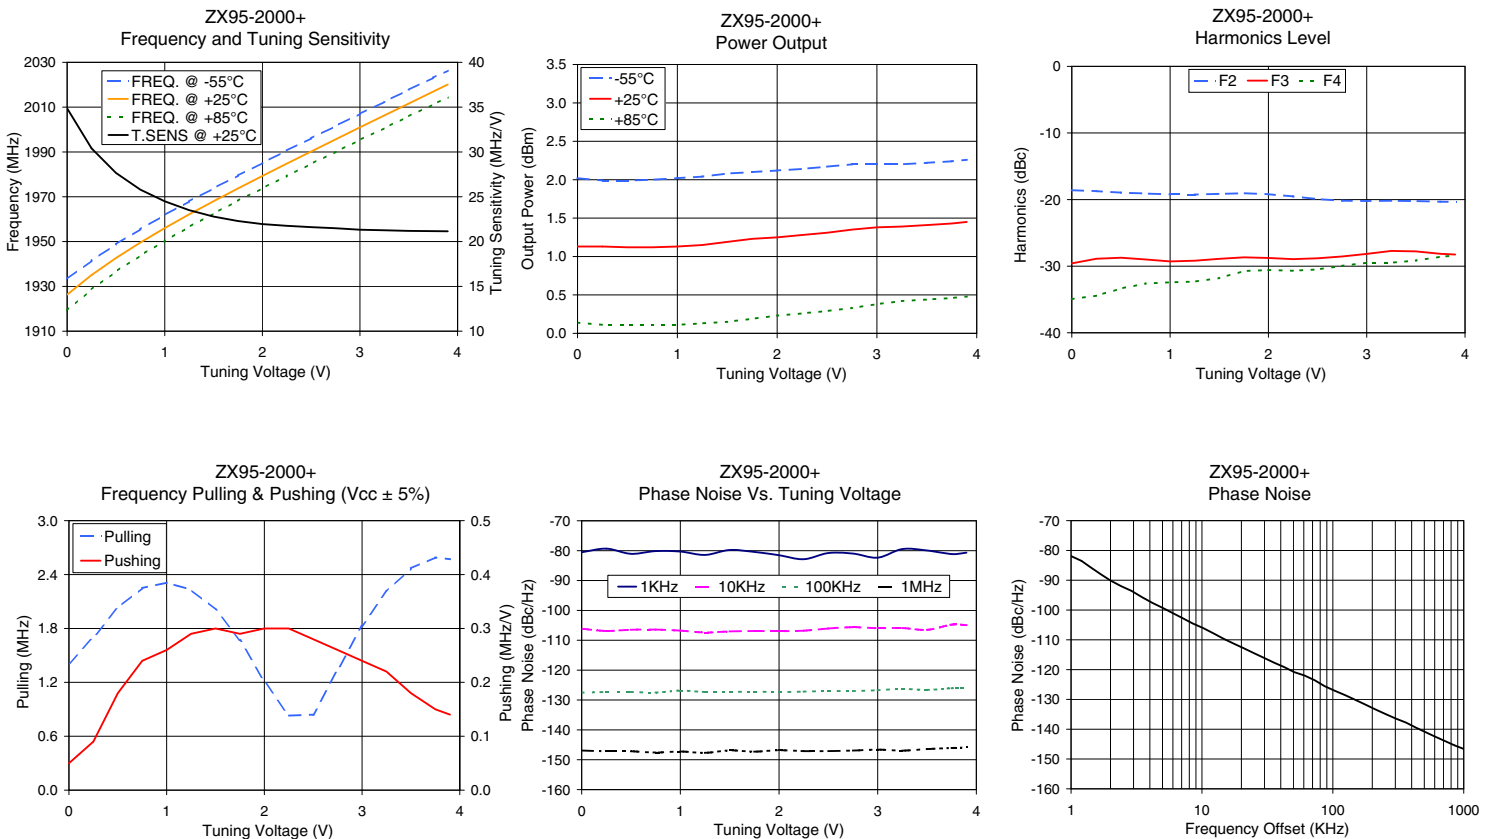 ZX95-2000+
Frequency and Tuning Sensitivity
2030
2010
1990
1970
1950
1930
1910
Frequency (MHz)
FREQ. @ -55°C
FREQ. @ +25°C
FREQ. @ +85°C
T.SENS @ +25°C
40
35
30
25
20
15
10
Tuning Sensitivity (MHz/V)
0 1 2 3 4
Tuning Voltage (V)
ZX95-2000+
Power Output
3.5
3.0
2.5
2.0
1.5
1.0
0.5
0.0
Output Power (dBm)
-55°C
+25°C
+85°C
0 1 2 3 4
Tuning Voltage (V)
ZX95-2000+
Harmonics Level
0
-10
-20
-30
-40
Harmonics (dBc)
F2 F3 F4
0 1 2 3 4
Tuning Voltage (V)
ZX95-2000+
Frequency Pulling & Pushing (Vcc ± 5%)
3.0
2.4
1.8
1.2
0.6
0.0
Pulling (MHz)
Pulling
Pushing
0.5
0.4
0.3
0.2
0.1
0.0
Pushing (MHz/V)
0 1 2 3 4
Tuning Voltage (V)
ZX95-2000+
Phase Noise Vs. Tuning Voltage
-70
-80
-90
-100
-110
-120
-130
-140
-150
-160
Phase Noise (dBc/Hz)
1KHz 10KHz 100KHz 1MHz
0 1 2 3 4
Tuning Voltage (V)
ZX95-2000+
Phase Noise
-70
-80
-90
-100
-110
-120
-130
-140
-150
-160
Phase Noise (dBc/Hz)
1 10 100 1000
Frequency Offset (KHz)